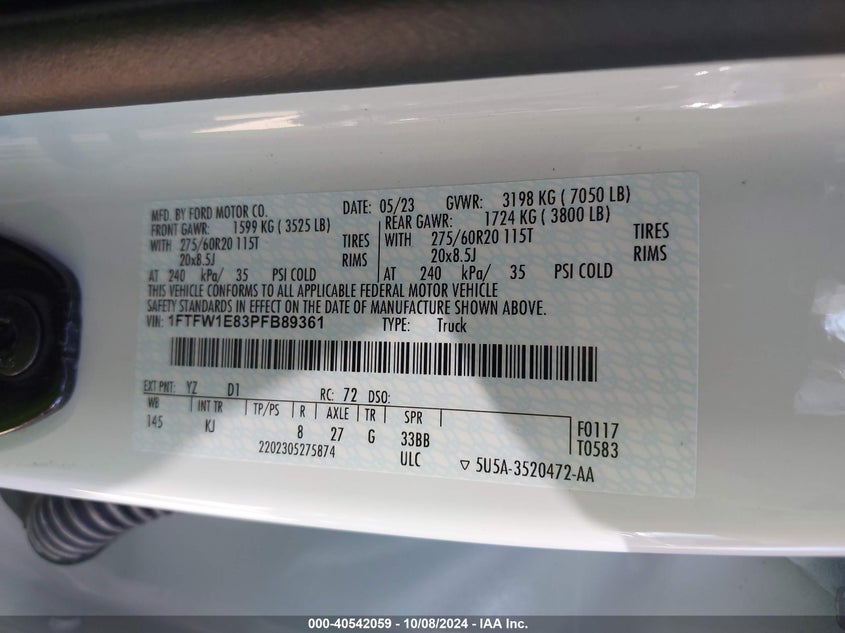 MFD. BY FORD MOTOR CO. DATE: 05/23 GVWR: 3198 KG ( 7050 LB)
FRONT GAWR: 1599 KG ( 3525 LB) REAR GAWR: 1724 KG ( 3800 LB)
WITH 275/60R20 115T TIRES WITH 275/60R20 115T TIRES
20x8.5J RIMS 20x8.5J RIMS
AT 240 kPa/ 35 PSI COLD AT 240 kPa/ 35 PSI COLD
THIS VEHICLE CONFORMS TO ALL APPLICABLE FEDERAL MOTOR VEHICLE
SAFETY STANDARDS IN EFFECT ON THE DATE OF MANUFACTURE SHOWN ABOVE.
VIN: 1FTFW1E83PFB89361 TYPE: Truck
EXT PNT: YZ D1 RC: 72 DSO:
WB INT TR TP/PS R AXLE TR SPR
145 KJ 8 27 G 33BB F0117
2202305275874 ULC T0583
▽ 5U5A-3520472-AA
000-40542059 - 10/08/2024 - IAA Inc.